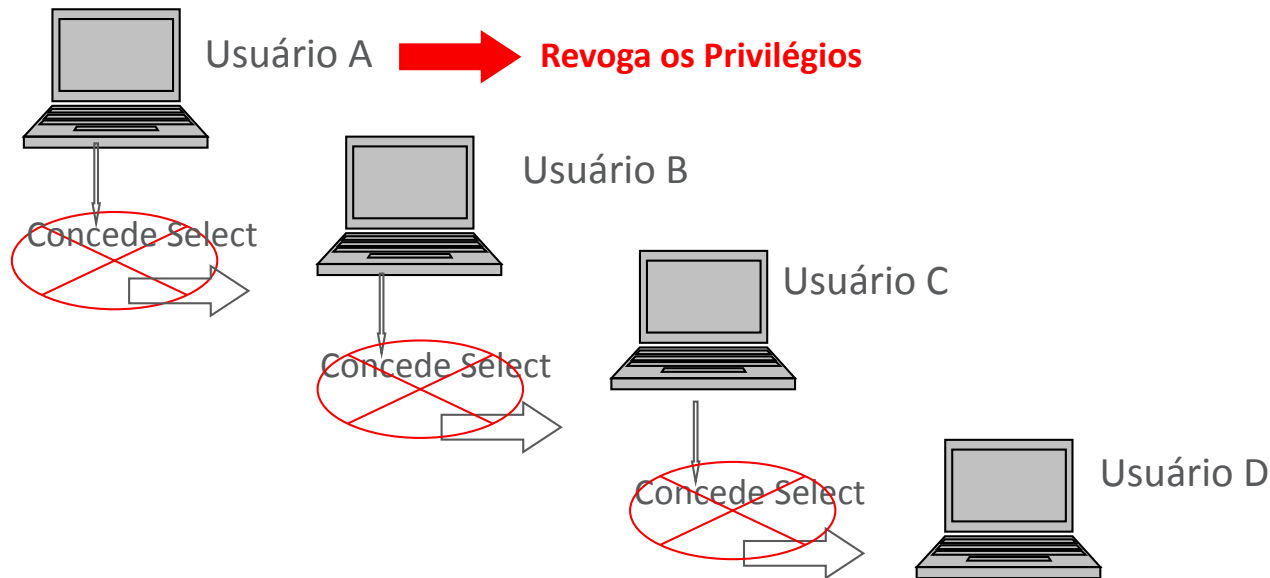 Usuário A
Revoga os Privilégios
Usuário B
Concede Select
Usuário C
Concede Select
Usuário D
Concede Select